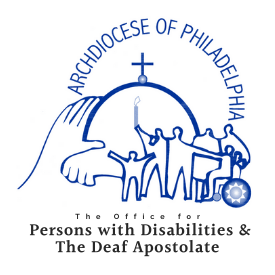 ARCHDIOCESE OF PHILADELPHIA
The Office for
Persons with Disabilities &
The Deaf Apostolate